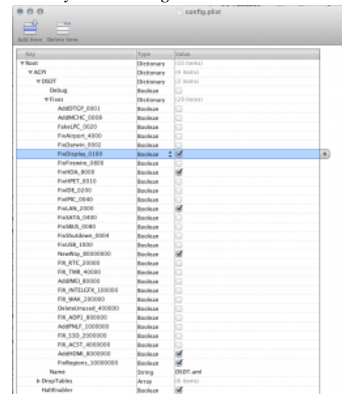 config.plist
Add Item Delete Item
Key Type Value
Root Dictionary (10 items)
ACPI Dictionary (4 items)
DSDT Dictionary (3 items)
Debug Boolean
Fixes Dictionary (29 items)
AddDTGP_0001 Boolean
AddMCHC_0008 Boolean
FakeLPC_0020 Boolean
FixAirport_4000 Boolean
FixDarwin_0002 Boolean
FixDisplay_0100 Boolean
FixFirewire_0800 Boolean
FixHDA_8000 Boolean
FixHPET_0010 Boolean
FixIDE_0200 Boolean
FixIPIC_0040 Boolean
FixLAN_2000 Boolean
FixSATA_0400 Boolean
FixSBUS_0080 Boolean
FixShutdown_0004 Boolean
FixUSB_1000 Boolean
NewWay_80000000 Boolean
FIX_RTC_20000 Boolean
FIX_TMR_40000 Boolean
AddIMEI_80000 Boolean
FIX_INTELGFX_100000 Boolean
FIX_WAK_200000 Boolean
DeleteUnused_400000 Boolean
FIX_ADP1_800000 Boolean
AddPNLF_1000000 Boolean
FIX_S3D_2000000 Boolean
FIX_ACST_4000000 Boolean
AddHDMI_8000000 Boolean
FixRegions_10000000 Boolean
Name String DSDT.aml
DropTables Array (6 items)
HaltEnabler Boolean